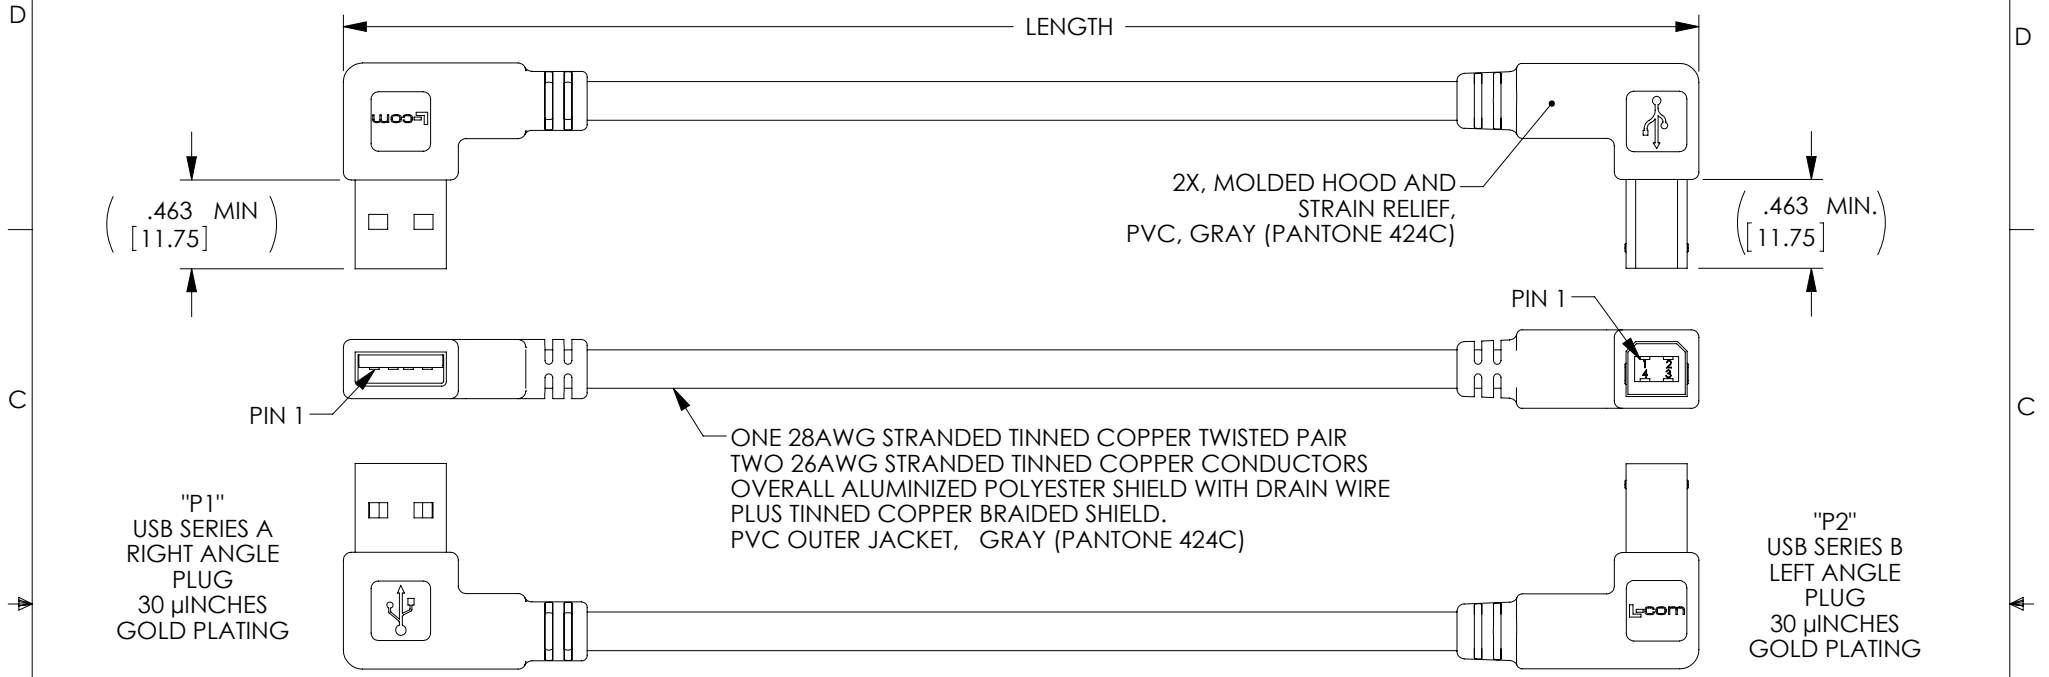 D
LENGTH
D
L-com
2X, MOLDED HOOD AND
STRAIN RELIEF,
PVC, GRAY (PANTONE 424C)
.463 MIN
[11.75]
.463 MIN.
[11.75]
PIN 1
1 2
4 3
C
PIN 1
C
ONE 28AWG STRANDED TINNED COPPER TWISTED PAIR
TWO 26AWG STRANDED TINNED COPPER CONDUCTORS
OVERALL ALUMINIZED POLYESTER SHIELD WITH DRAIN WIRE
PLUS TINNED COPPER BRAIDED SHIELD.
PVC OUTER JACKET, GRAY (PANTONE 424C)
"P1"
USB SERIES A
RIGHT ANGLE
PLUG
30 µINCHES
GOLD PLATING
"P2"
USB SERIES B
LEFT ANGLE
PLUG
30 µINCHES
GOLD PLATING
L-com